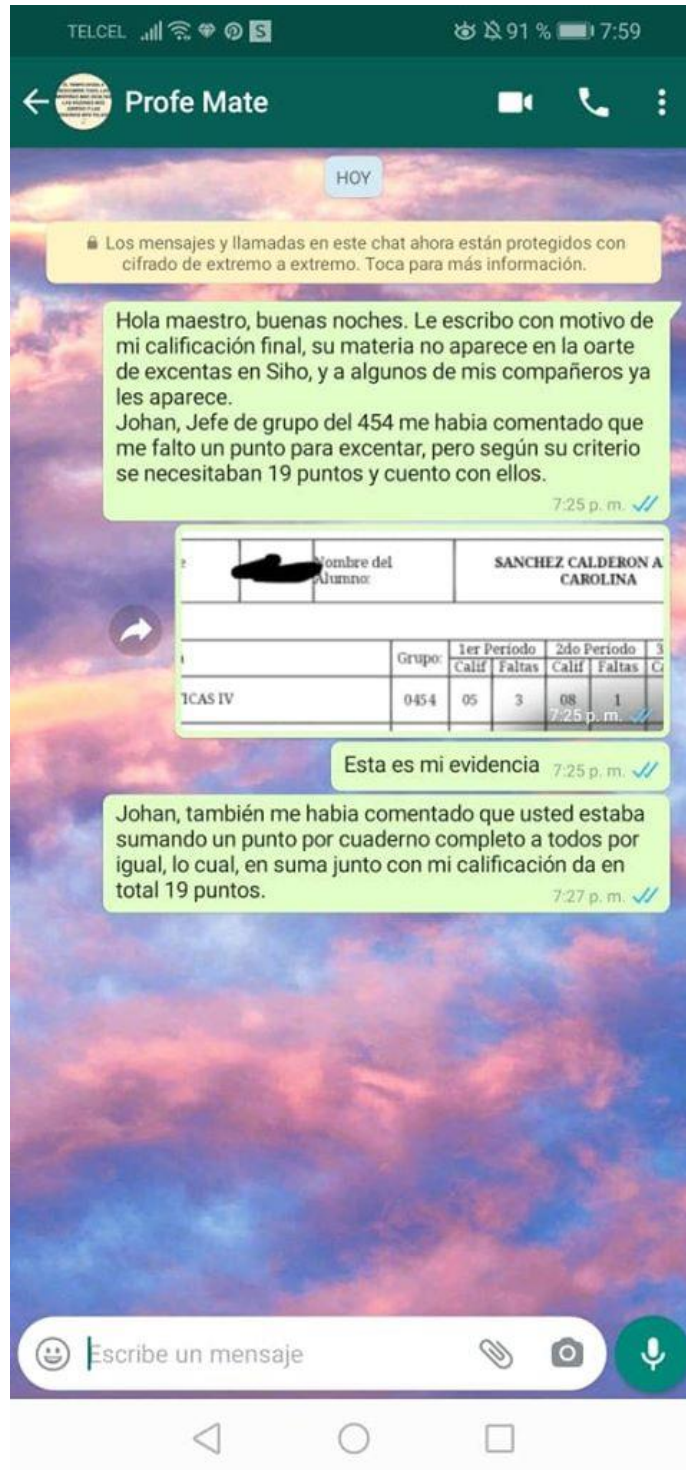 TELCEL S 91 % 7:59
Profe Mate
HOY
Los mensajes y llamadas en este chat ahora están protegidos con
cifrado de extremo a extremo. Toca para más información.
Hola maestro, buenas noches. Le escribo con motivo de
mi calificación final, su materia no aparece en la oarte
de excentas en Siho, y a algunos de mis compañeros ya
les aparece.
Johan, Jefe de grupo del 454 me habia comentado que
me falto un punto para excentar, pero según su criterio
se necesitaban 19 puntos y cuento con ellos.
7:25 p. m.
Nombre del
Alumno:
SANCHEZ CALDERON A
CAROLINA
Grupo: 1er Período 2do Período 3
Calif Faltas Calif Faltas Ca
ICAS IV 0454 05 3 08 1
7:25 p. m.
Esta es mi evidencia 7:25 p. m.
Johan, también me habia comentado que usted estaba
sumando un punto por cuaderno completo a todos por
igual, lo cual, en suma junto con mi calificación da en
total 19 puntos.
7:27 p. m.
Escribe un mensaje